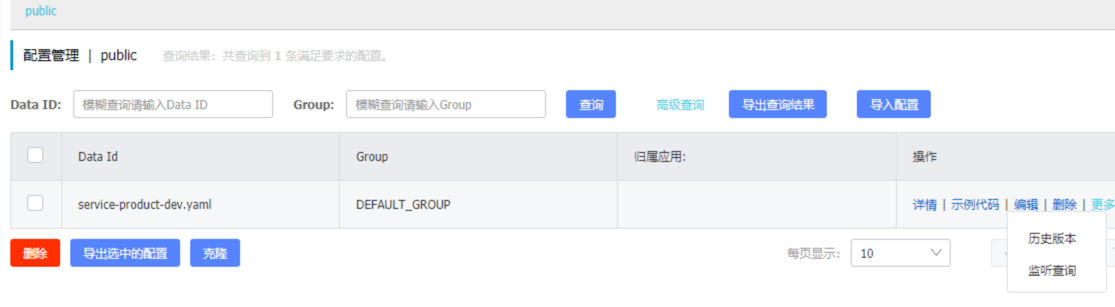 public
配置管理 | public 查询结果：共查询到 1 条满足要求的配置。
Data ID: 模糊查询请输入Data ID Group: 模糊查询请输入Group 查询 高级查询 导出查询结果 导入配置
Data Id Group 归属应用: 操作
service-product-dev.yaml DEFAULT_GROUP 详情 | 示例代码 | 编辑 | 删除 | 更多
历史版本
删除 导出选中的配置 克隆 每页显示: 10
监听查询